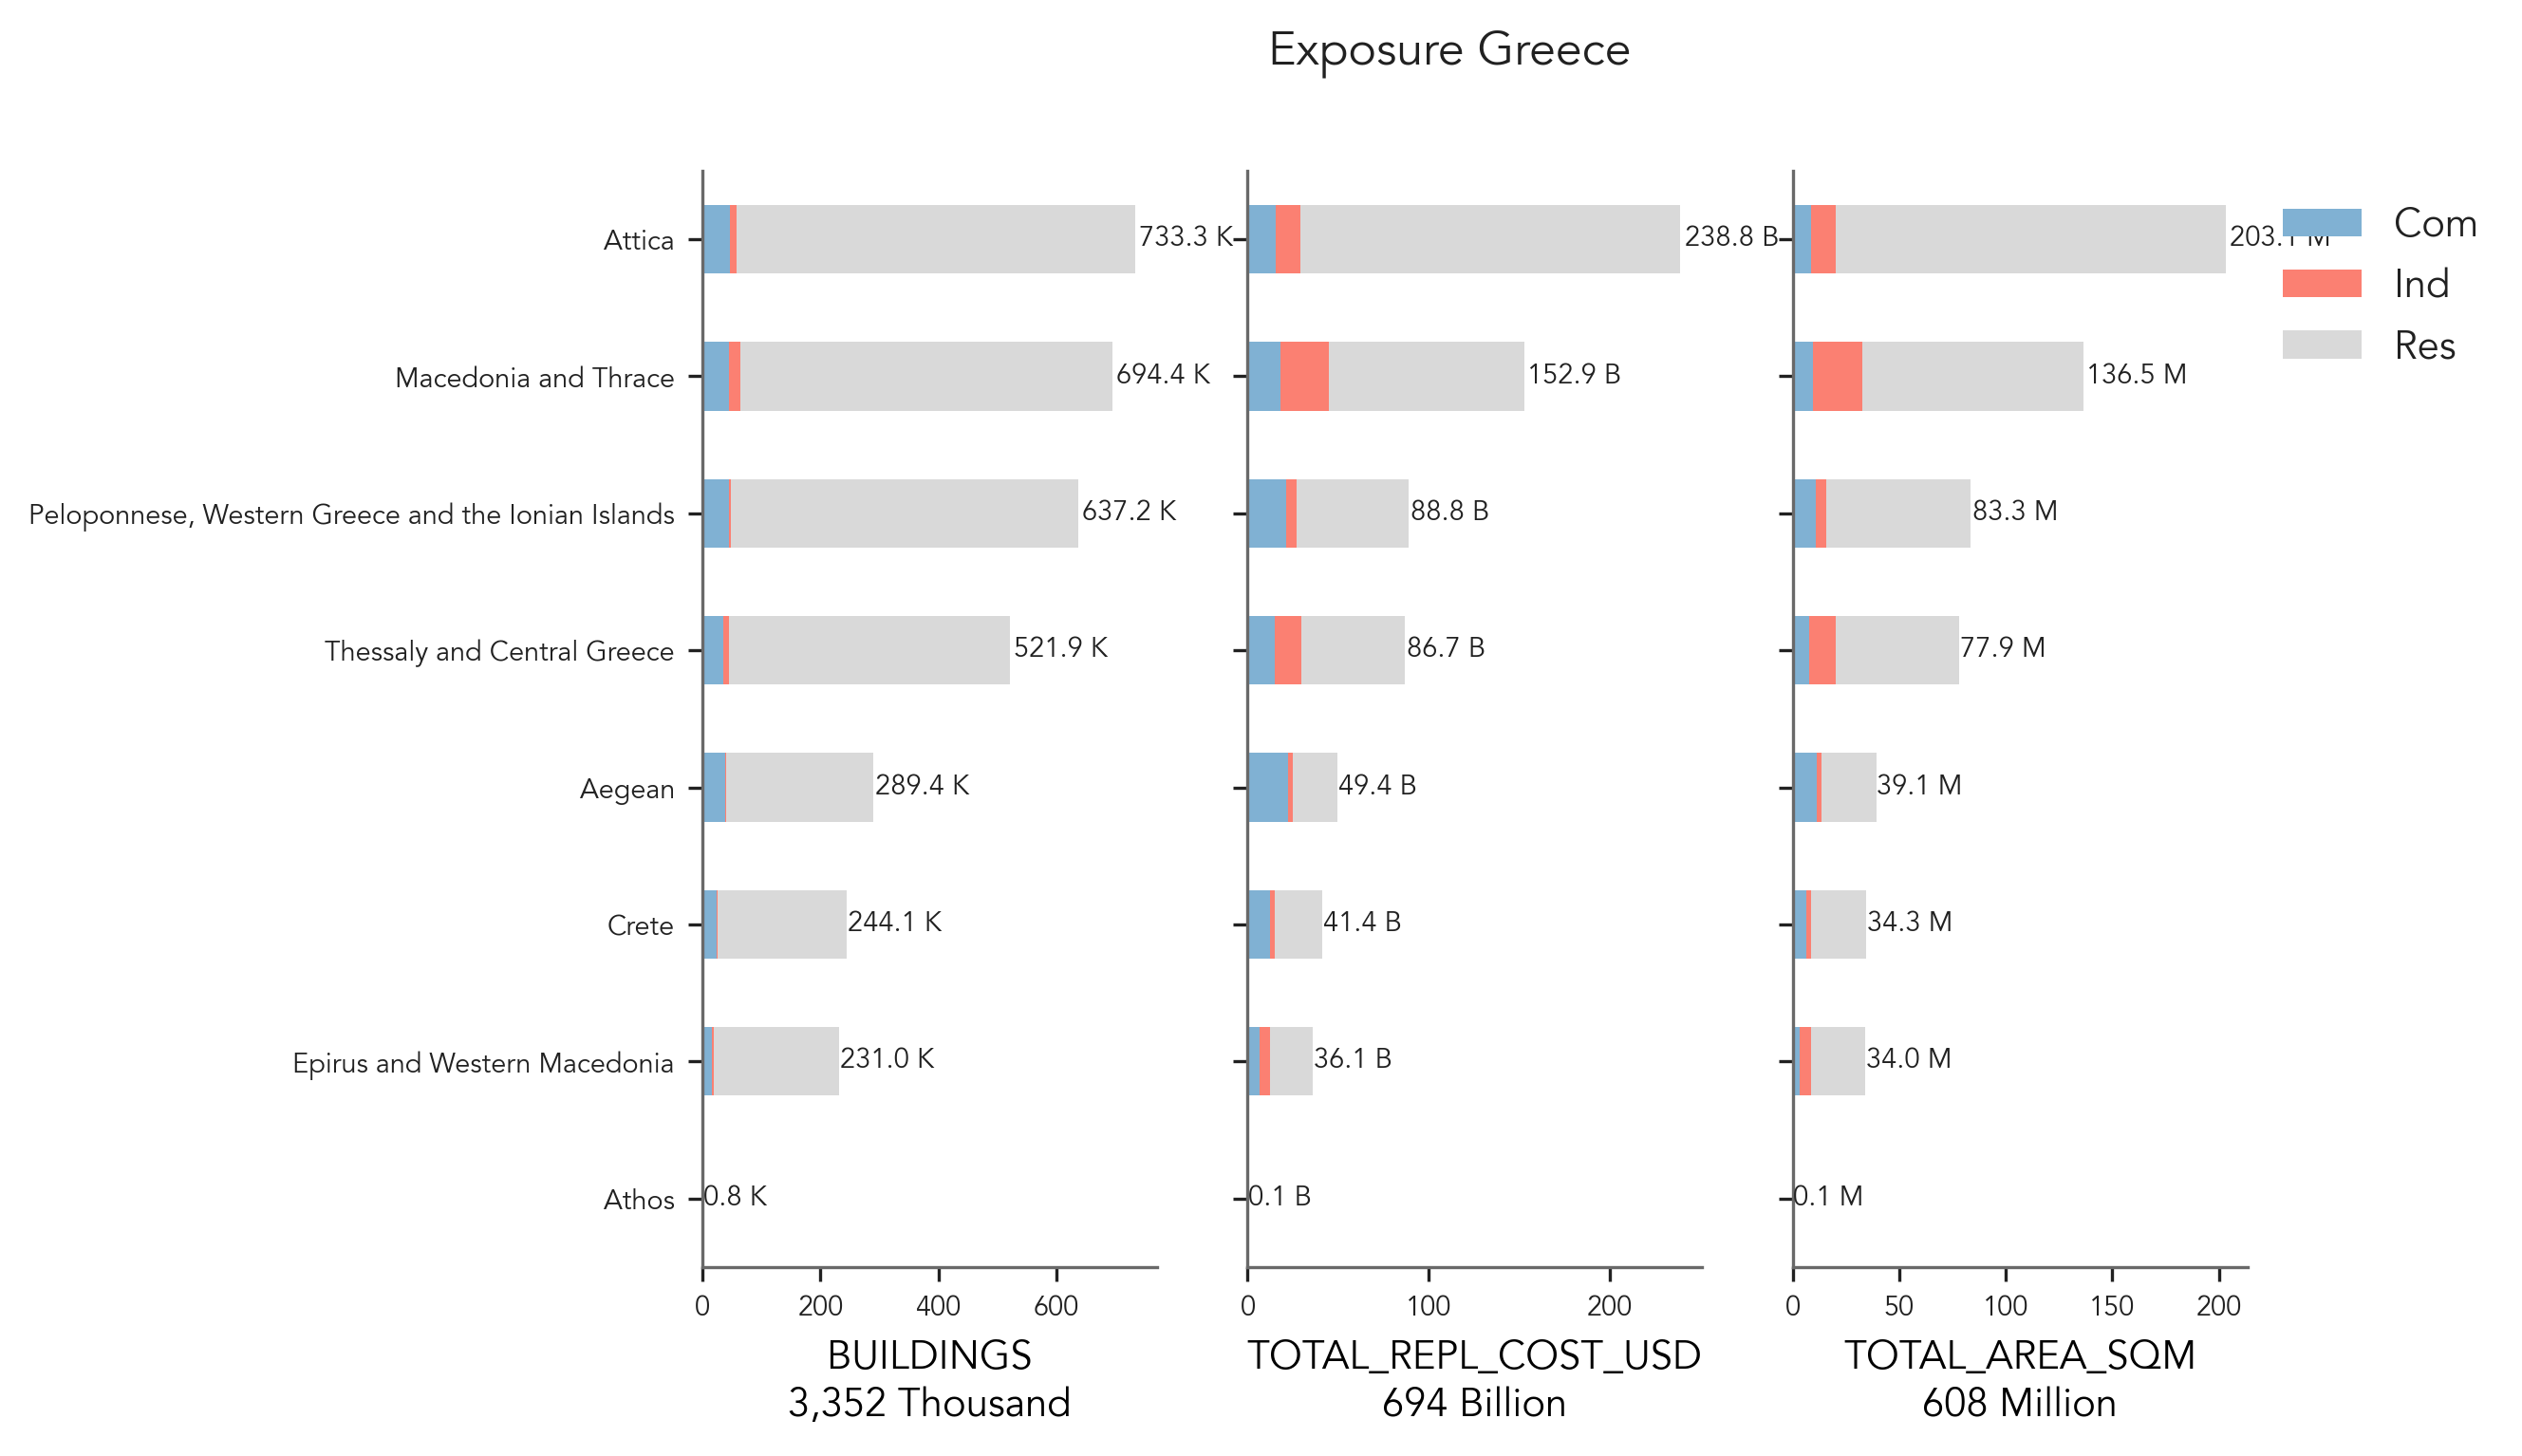 Exposure Greece
Attica
Macedonia and Thrace
Peloponnese, Western Greece and the Ionian Islands
Thessaly and Central Greece
Aegean
Crete
Epirus and Western Macedonia
Athos
733.3 K
694.4 K
637.2 K
521.9 K
289.4 K
244.1 K
231.0 K
0.8 K
0 200 400 600
BUILDINGS
3,352 Thousand
238.8 B
152.9 B
88.8 B
86.7 B
49.4 B
41.4 B
36.1 B
0.1 B
0 100 200
TOTAL_REPL_COST_USD
694 Billion
203.1 M
136.5 M
83.3 M
77.9 M
39.1 M
34.3 M
34.0 M
0.1 M
0 50 100 150 200
TOTAL_AREA_SQM
608 Million
Com
Ind
Res